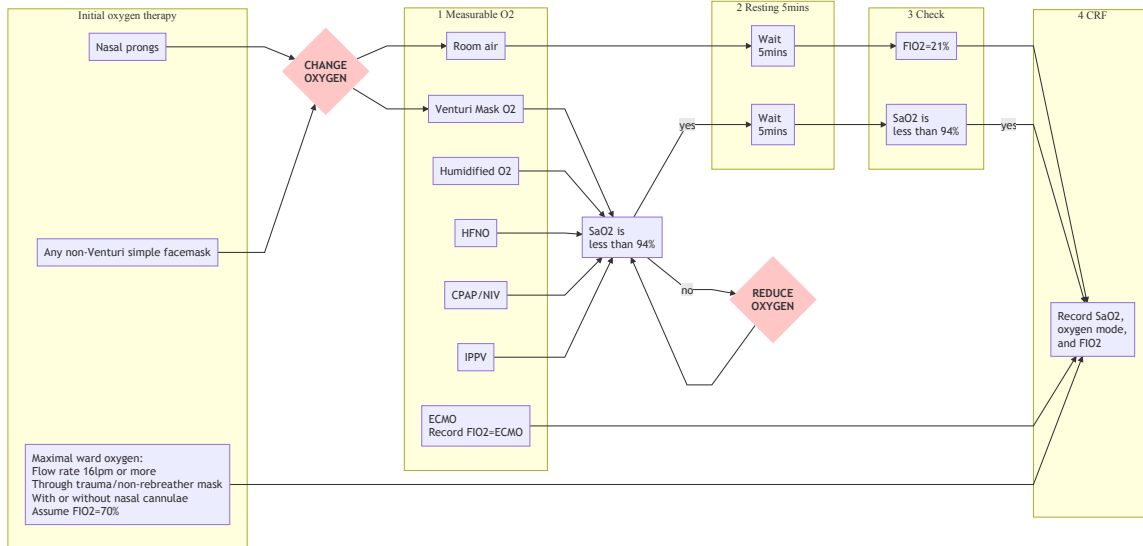 Initial oxygen therapy
Nasal prongs
Any non-Venturi simple facemask
Maximal ward oxygen:
Flow rate 16lpm or more
Through trauma/non-rebreather mask
With or without nasal cannulae
Assume FIO2=70%
CHANGE
OXYGEN
1 Measurable O2
Room air
Venturi Mask O2
Humidified O2
HFNO
CPAP/NIV
IPPV
ECMO
Record FIO2=ECMO
SaO2 is
less than 94%
yes
no
REDUCE
OXYGEN
2 Resting 5mins
Wait
5mins
Wait
5mins
3 Check
FIO2=21%
SaO2 is
less than 94%
yes
4 CRF
Record SaO2,
oxygen mode,
and FIO2